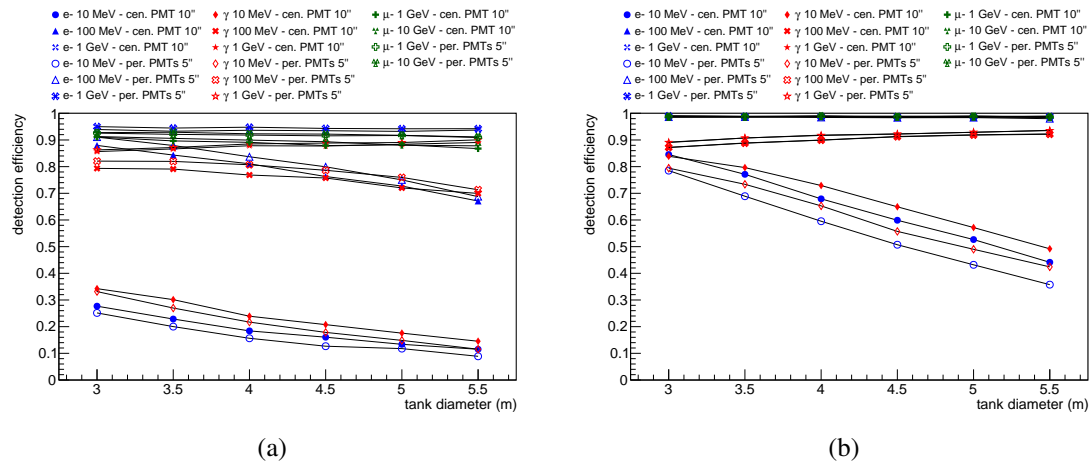 e- 10 MeV - cen. PMT 10" γ 10 MeV - cen. PMT 10" μ- 1 GeV - cen. PMT 10"
e- 100 MeV - cen. PMT 10" γ 100 MeV - cen. PMT 10" μ- 10 GeV - cen. PMT 10"
e- 1 GeV - cen. PMT 10" γ 1 GeV - cen. PMT 10" μ- 1 GeV - per. PMTs 5"
e- 10 MeV - per. PMTs 5" γ 10 MeV - per. PMTs 5" μ- 10 GeV - per. PMTs 5"
e- 100 MeV - per. PMTs 5" γ 100 MeV - per. PMTs 5"
e- 1 GeV - per. PMTs 5" γ 1 GeV - per. PMTs 5"
detection efficiency
1
0.9
0.8
0.7
0.6
0.5
0.4
0.3
0.2
0.1
0
3 3.5 4 4.5 5 5.5
tank diameter (m)
(a)
e- 10 MeV - cen. PMT 10" γ 10 MeV - cen. PMT 10" μ- 1 GeV - cen. PMT 10"
e- 100 MeV - cen. PMT 10" γ 100 MeV - cen. PMT 10" μ- 10 GeV - cen. PMT 10"
e- 1 GeV - cen. PMT 10" γ 1 GeV - cen. PMT 10" μ- 1 GeV - per. PMTs 5"
e- 10 MeV - per. PMTs 5" γ 10 MeV - per. PMTs 5" μ- 10 GeV - per. PMTs 5"
e- 100 MeV - per. PMTs 5" γ 100 MeV - per. PMTs 5"
e- 1 GeV - per. PMTs 5" γ 1 GeV - per. PMTs 5"
detection efficiency
1
0.9
0.8
0.7
0.6
0.5
0.4
0.3
0.2
0.1
0
3 3.5 4 4.5 5 5.5
tank diameter (m)
(b)